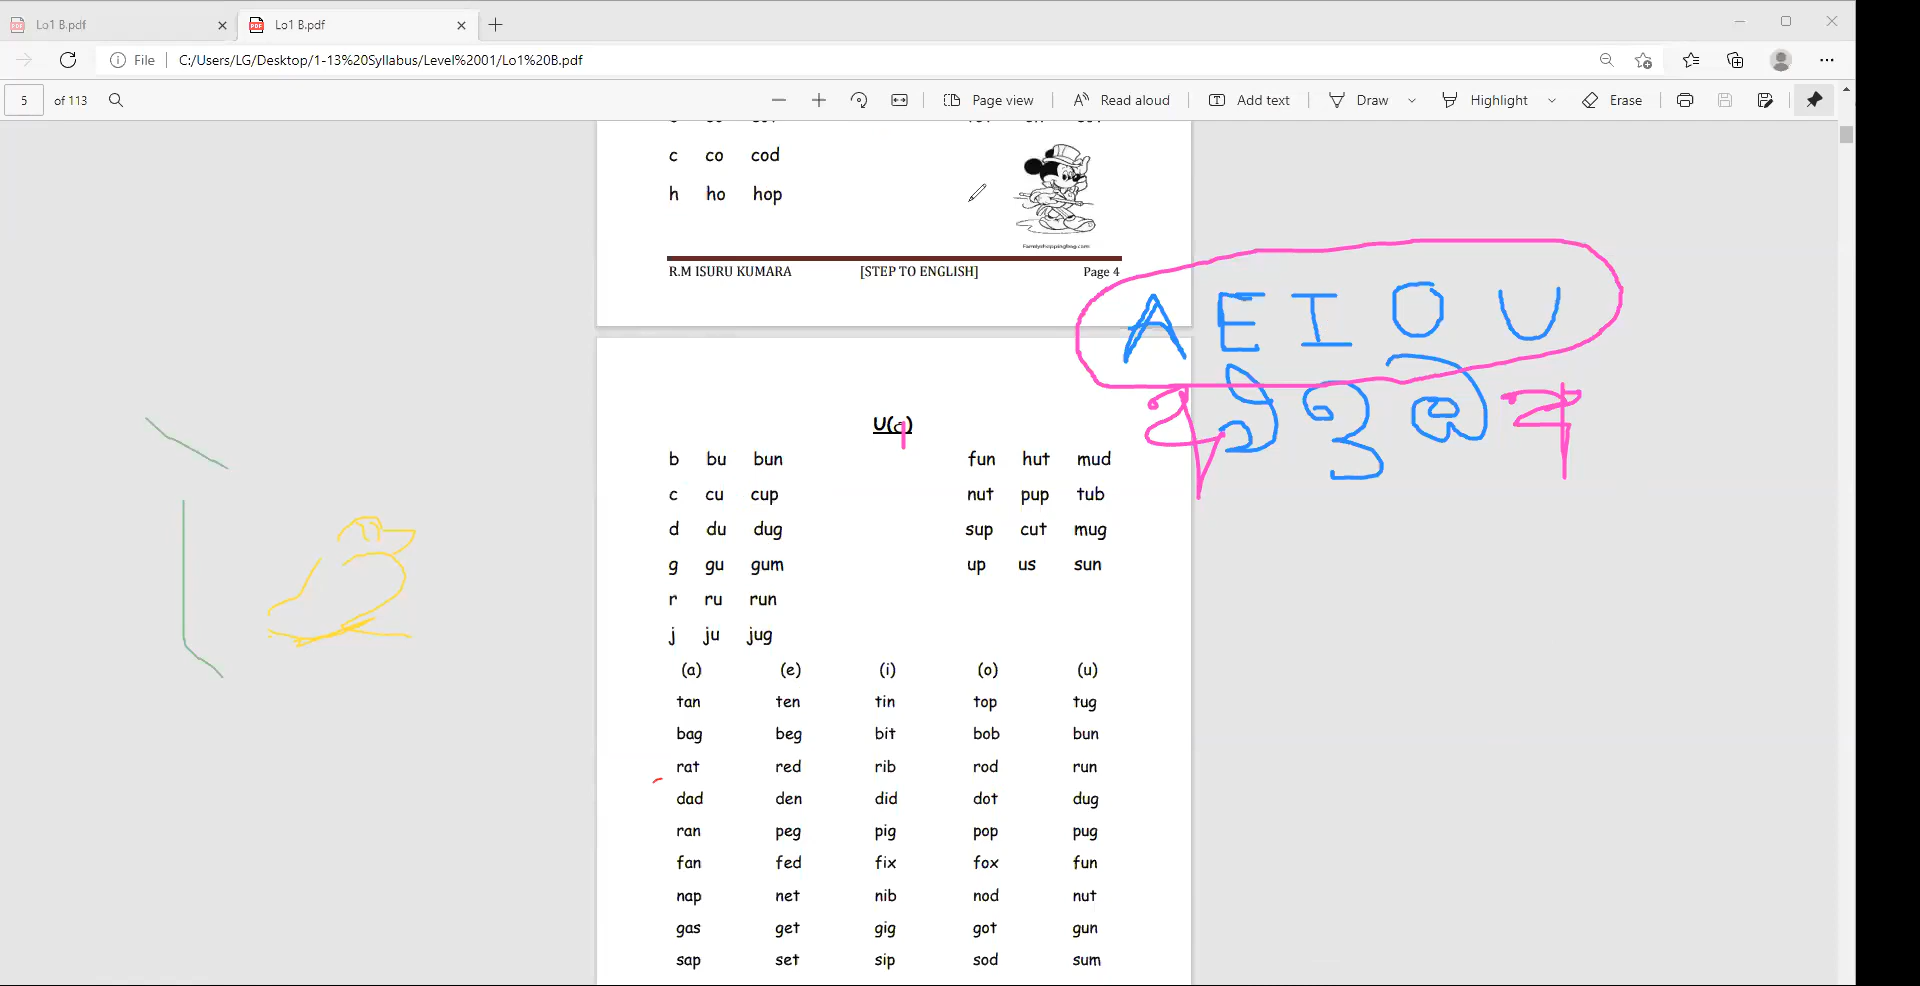 Lo1 B.pdf
Lo1 B.pdf
File C:/Users/LG/Desktop/1-13%20Syllabus/Level%2001/Lo1%20B.pdf
5 of 113 Page view Read aloud Add text Draw Highlight Erase
c co cod
h ho hop
Familyshoppingbag.com
R.M ISURU KUMARA [STEP TO ENGLISH] Page 4
A E I O U
b bu bun fun hut mud
c cu cup nut pup tub
d du dug sup cut mug
g gu gum up us sun
r ru run
j ju jug
(a) (e) (i) (o) (u)
tan ten tin top tug
bag beg bit bob bun
rat red rib rod run
dad den did dot dug
ran peg pig pop pug
fan fed fix fox fun
nap net nib nod nut
gas get gig got gun
sap set sip sod sum